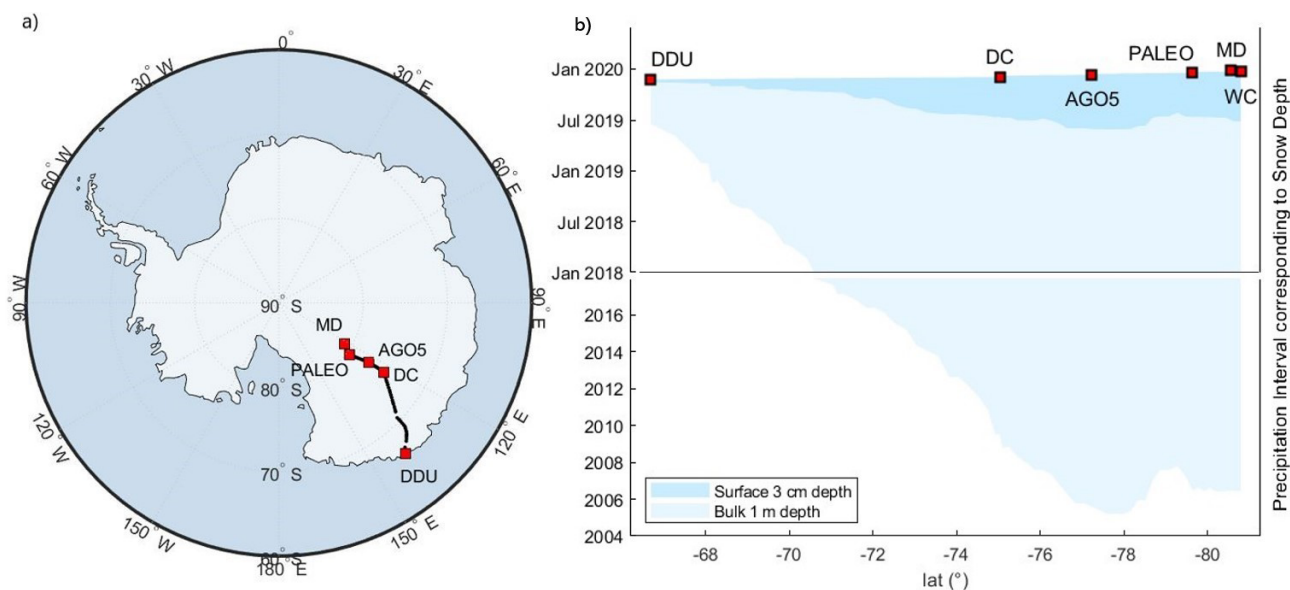 a)
0°
30° W
30° E
60° W
60° E
90° W
90° S
90° E
MD
AGO5
PALEO
DC
80° S
120° W
120° E
DDU
70° S
150° W
150° E
60° S
180° E
b)
DDU
DC
PALEO
MD
AGO5
WC
Jan 2020
Jul 2019
Jan 2019
Jul 2018
Jan 2018
2016
2014
2012
2010
2008
2006
2004
Surface 3 cm depth
Bulk 1 m depth
-68
-70
-72
-74
-76
-78
-80
lat (°)
Precipitation Interval corresponding to Snow Depth